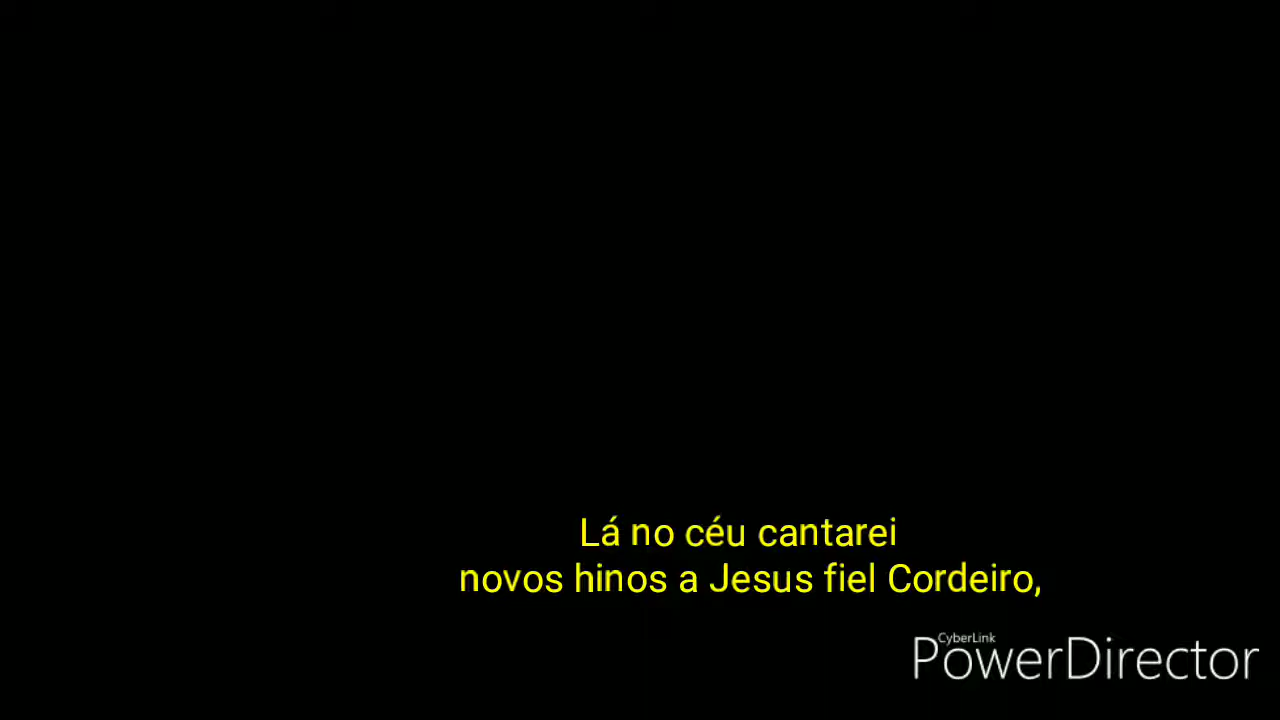 Lá no céu cantarei
novos hinos a Jesus fiel Cordeiro,
CyberLink
PowerDirector